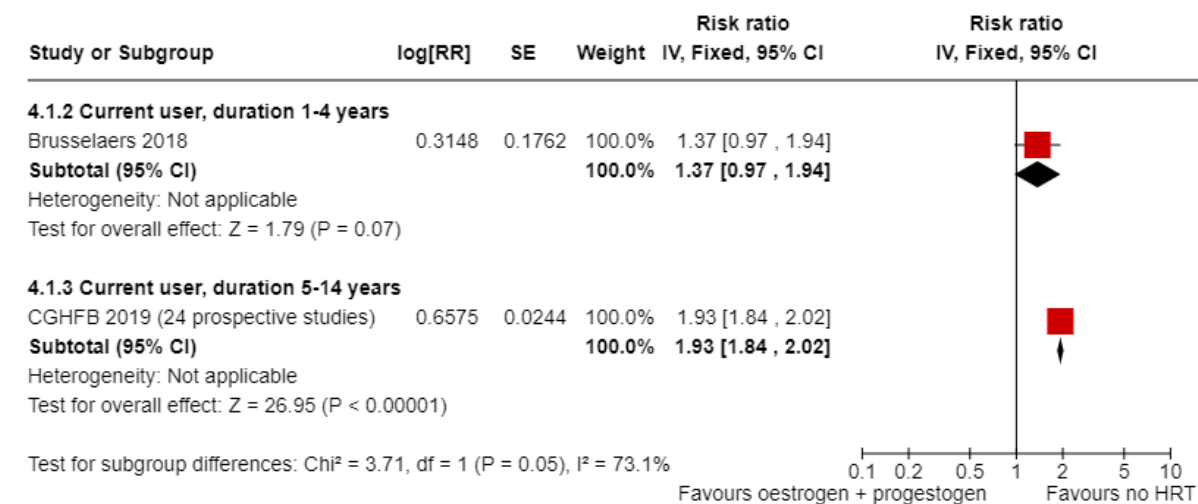 Risk ratio Risk ratio
Study or Subgroup log[RR] SE Weight IV, Fixed, 95% CI IV, Fixed, 95% CI
4.1.2 Current user, duration 1-4 years
Brusselaers 2018 0.3148 0.1762 100.0% 1.37 [0.97 , 1.94]
Subtotal (95% CI) 100.0% 1.37 [0.97 , 1.94]
Heterogeneity: Not applicable
Test for overall effect: Z = 1.79 (P = 0.07)
4.1.3 Current user, duration 5-14 years
CGHFB 2019 (24 prospective studies) 0.6575 0.0244 100.0% 1.93 [1.84 , 2.02]
Subtotal (95% CI) 100.0% 1.93 [1.84 , 2.02]
Heterogeneity: Not applicable
Test for overall effect: Z = 26.95 (P < 0.00001)
Test for subgroup differences: Chi² = 3.71, df = 1 (P = 0.05), I² = 73.1%
0.1 0.2 0.5 1 2 5 10
Favours oestrogen + progestogen Favours no HRT